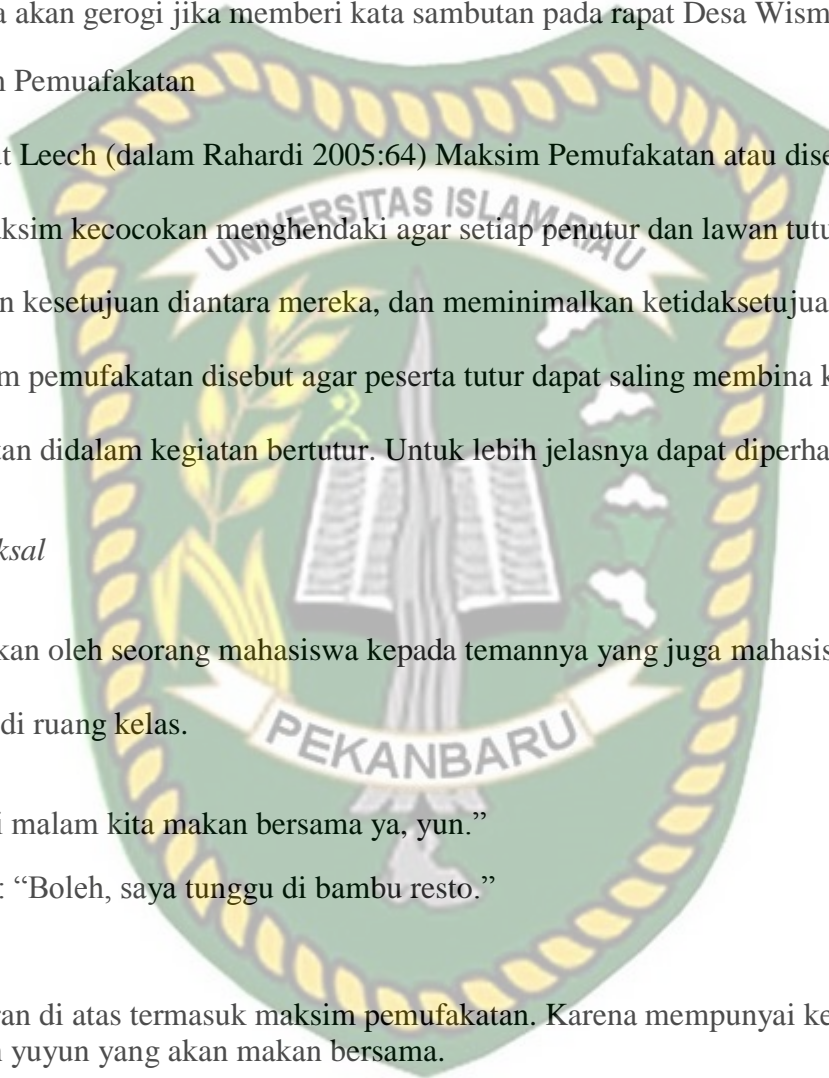 a akan gerogi jika memberi kata sambutan pada rapat Desa Wism
n Pemuafakatan
ut Leech (dalam Rahardi 2005:64) Maksim Pemufakatan atau dise
aksim kecocokan menghendaki agar setiap penutur dan lawan tutu
n kesetujuan diantara mereka, dan meminimalkan ketidaksetujua
m pemufakatan disebut agar peserta tutur dapat saling membina k
tan didalam kegiatan bertutur. Untuk lebih jelasnya dapat diperha
ksal
kan oleh seorang mahasiswa kepada temannya yang juga mahasis
di ruang kelas.
i malam kita makan bersama ya, yun.”
: “Boleh, saya tunggu di bambu resto.”
ran di atas termasuk maksim pemufakatan. Karena mempunyai ke
n yuyun yang akan makan bersama.
UNIVERSITAS ISLAM RIAU
PEKANBARU